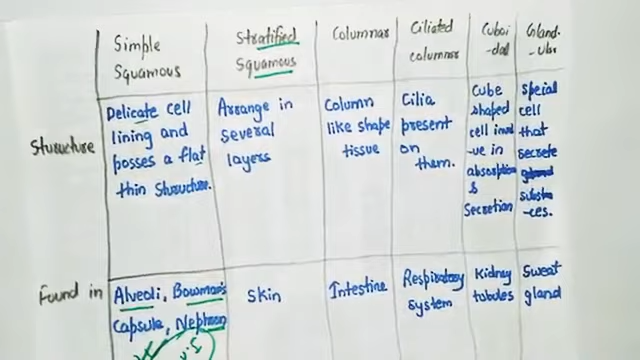 Simple
Squamous
Stratified
Squamous
Columnar
Ciliated
columnar
Cuboi
-dal
Gland-
ular
Structure
Delicate cell
lining and
posses a flat
thin structure.
Arrange in
several
layers
Column
like shape
tissue
Cilia
present
on
them.
Cube
shaped
cell invol
-ve in
absorption
&
Secretion
Special
cell
that
secrete
substan
-ces.
Found in
Alveoli, Bowman's
Capsule, Nephron
Skin
Intestine
Respiratory
system
Kidney
tubules
Sweat
gland